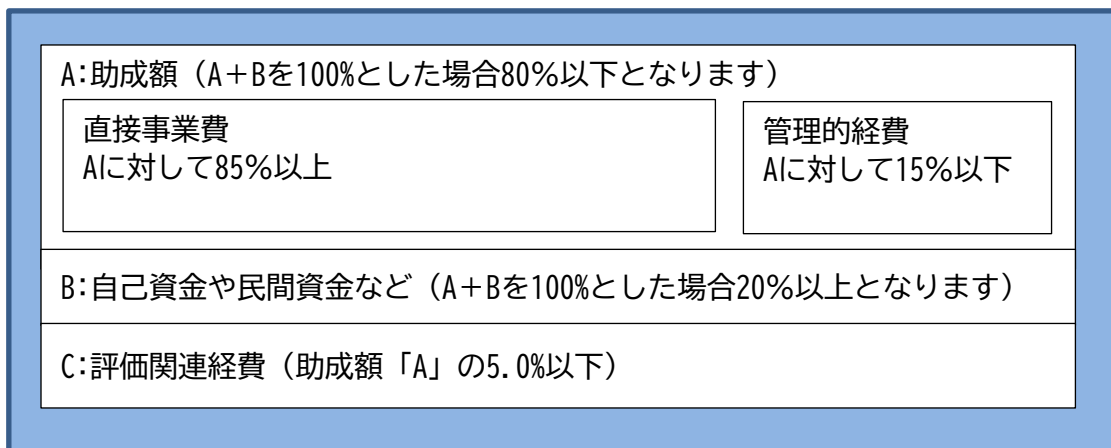 A:助成額（A＋Bを100%とした場合80％以下となります）
直接事業費
Aに対して85％以上
管理的経費
Aに対して15％以下
B:自己資金や民間資金など（A＋Bを100%とした場合20％以上となります）
C:評価関連経費（助成額「A」の5.0%以下）